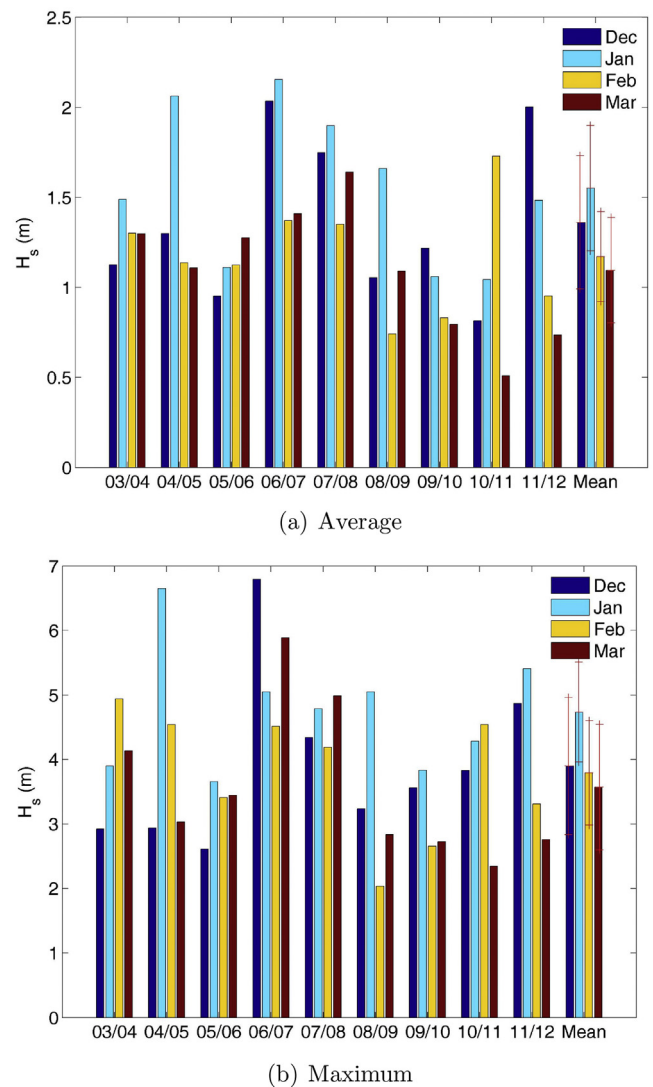 2.5
2
1.5
1
0.5
0
H_s (m)
Dec
Jan
Feb
Mar
03/04 04/05 05/06 06/07 07/08 08/09 09/10 10/11 11/12 Mean
(a) Average
7
6
5
4
3
2
1
0
H_s (m)
Dec
Jan
Feb
Mar
03/04 04/05 05/06 06/07 07/08 08/09 09/10 10/11 11/12 Mean
(b) Maximum